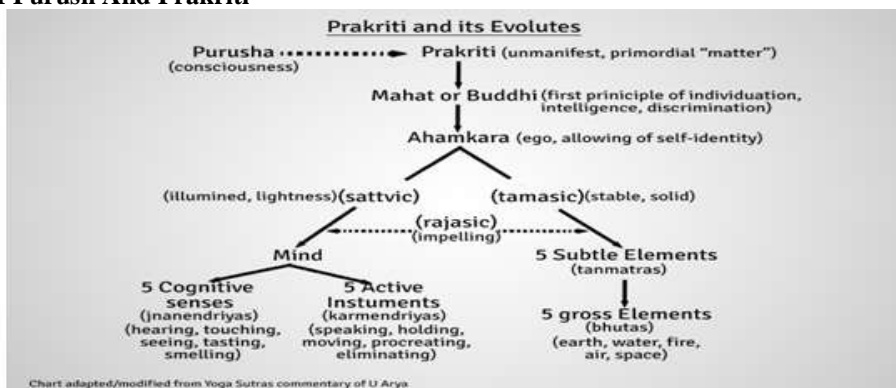 Prakriti and its Evolutes
Purusha Prakriti (unmanifest, primordial "matter")
(consciousness)
Mahat or Buddhi (first priniciple of individuation,
intelligence, discrimination)
Ahamkara (ego, allowing of self-identity)
(illumined, lightness)(sattvic) (tamasic)(stable, solid)
(rajasic)
(impelling)
Mind
5 Subtle Elements
(tanmatras)
5 Cognitive
senses
(jnanendriyas)
(hearing, touching,
seeing, tasting,
smelling)
5 Active
Instuments
(karmendriyas)
(speaking, holding,
moving, procreating,
eliminating)
5 gross Elements
(bhutas)
(earth, water, fire,
air, space)
Chart adapted/modified from Yoga Sutras commentary of U Arya